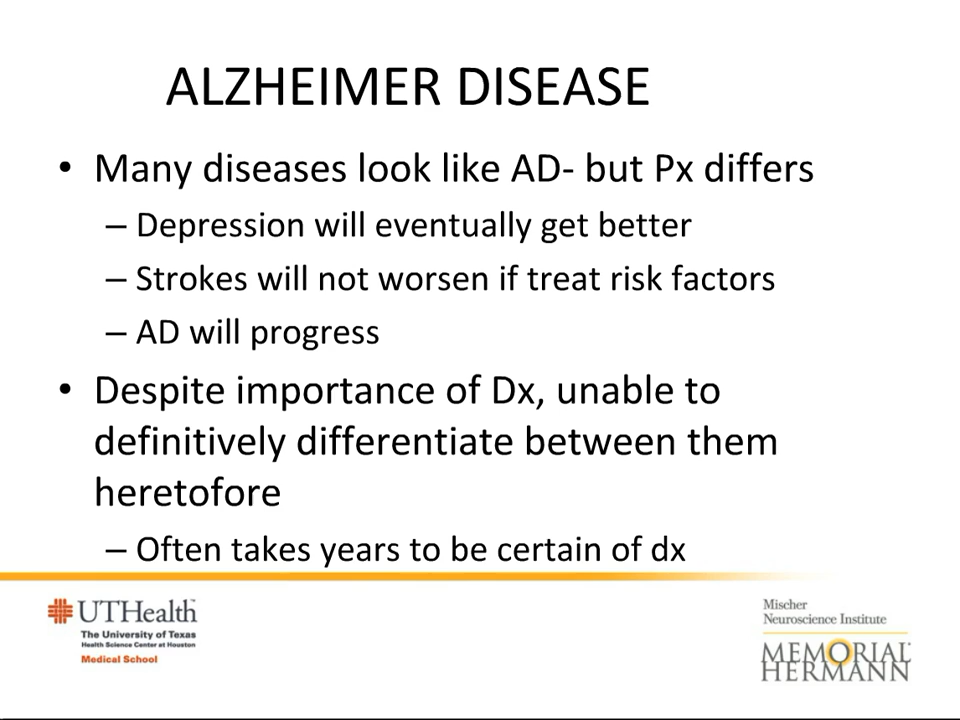 ALZHEIMER DISEASE
• Many diseases look like AD- but Px differs
– Depression will eventually get better
– Strokes will not worsen if treat risk factors
– AD will progress
• Despite importance of Dx, unable to
definitively differentiate between them
heretofore
– Often takes years to be certain of dx
UTHealth
The University of Texas
Health Science Center at Houston
Medical School
Mischer
Neuroscience Institute
MEMORIAL
HERMANN